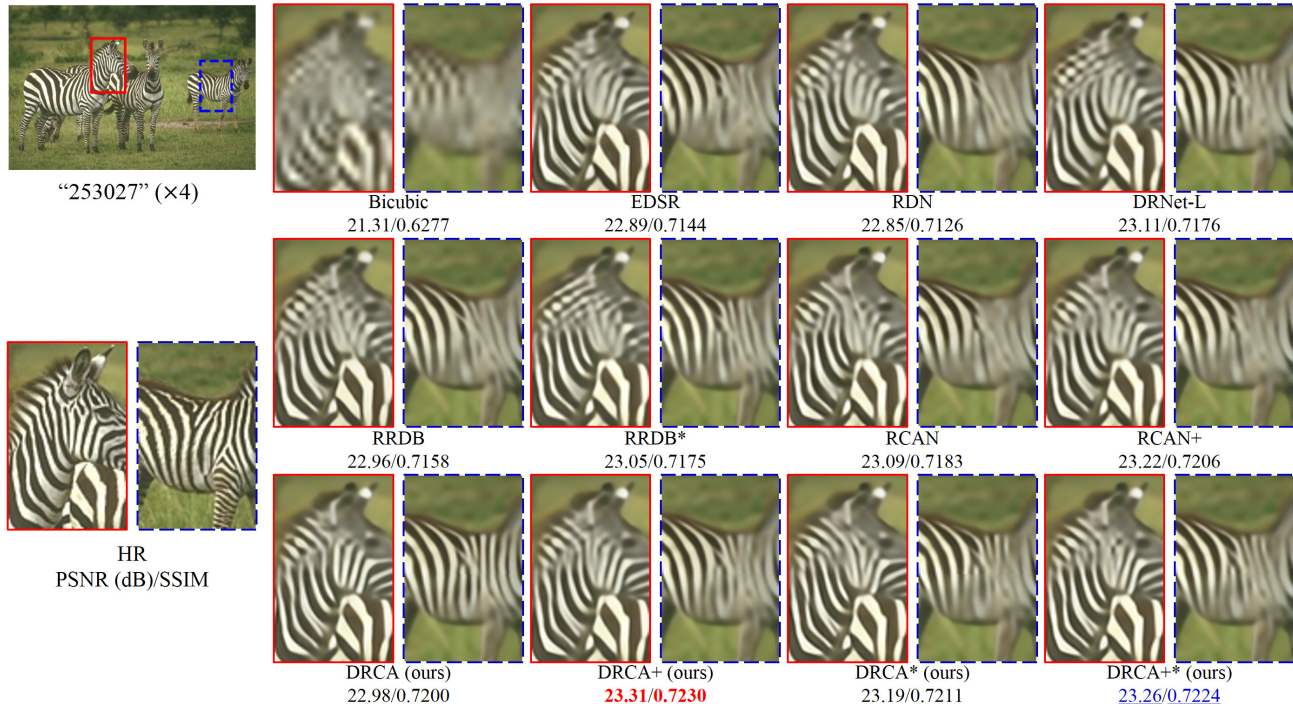 “253027” (×4)
Bicubic
21.31/0.6277
EDSR
22.89/0.7144
RDN
22.85/0.7126
DRNet-L
23.11/0.7176
RRDB
22.96/0.7158
RRDB*
23.05/0.7175
RCAN
23.09/0.7183
RCAN+
23.22/0.7206
HR
PSNR (dB)/SSIM
DRCA (ours)
22.98/0.7200
DRCA+ (ours)
23.31/0.7230
DRCA* (ours)
23.19/0.7211
DRCA+* (ours)
23.26/0.7224